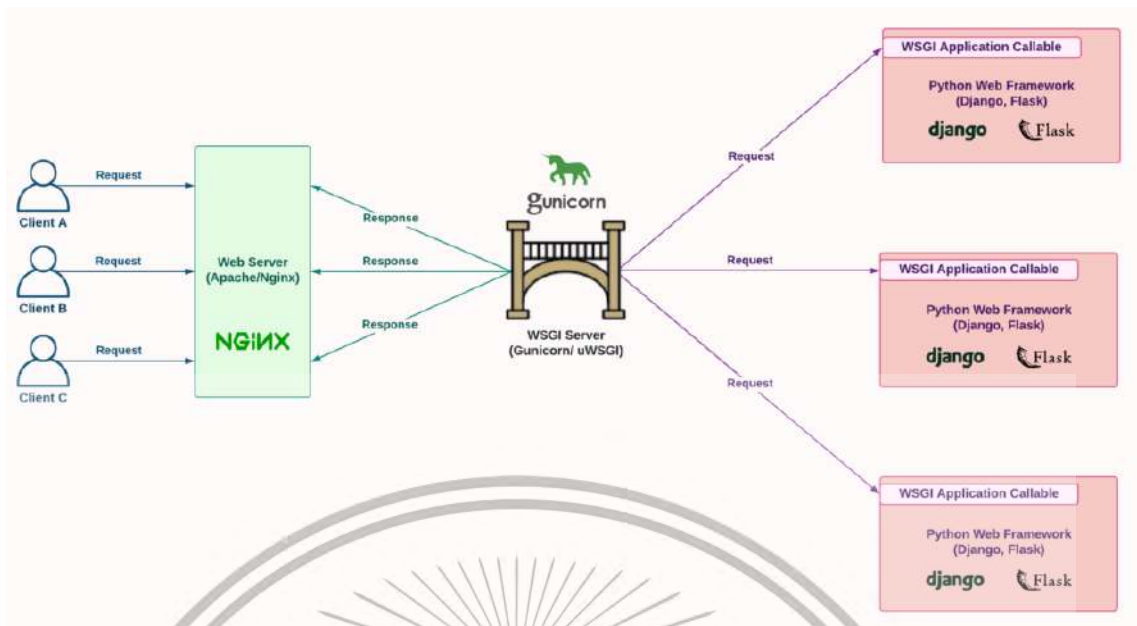 Request
Client A
Request
Client B
Request
Client C
Web Server
(Apache/Nginx)
NGINX
Response
Response
Response
gunicorn
WSGI Server
(Gunicorn/ uWSGI)
Request
Request
Request
WSGI Application Callable
Python Web Framework
(Django, Flask)
django Flask
WSGI Application Callable
Python Web Framework
(Django, Flask)
django Flask
WSGI Application Callable
Python Web Framework
(Django, Flask)
django Flask